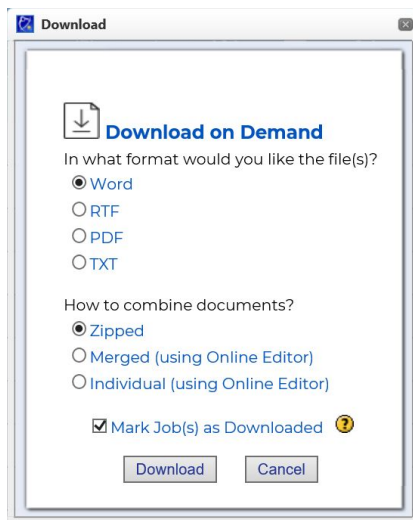 Download
Download on Demand
In what format would you like the file(s)?
Word
RTF
PDF
TXT
How to combine documents?
Zipped
Merged (using Online Editor)
Individual (using Online Editor)
Mark Job(s) as Downloaded ?
Download Cancel